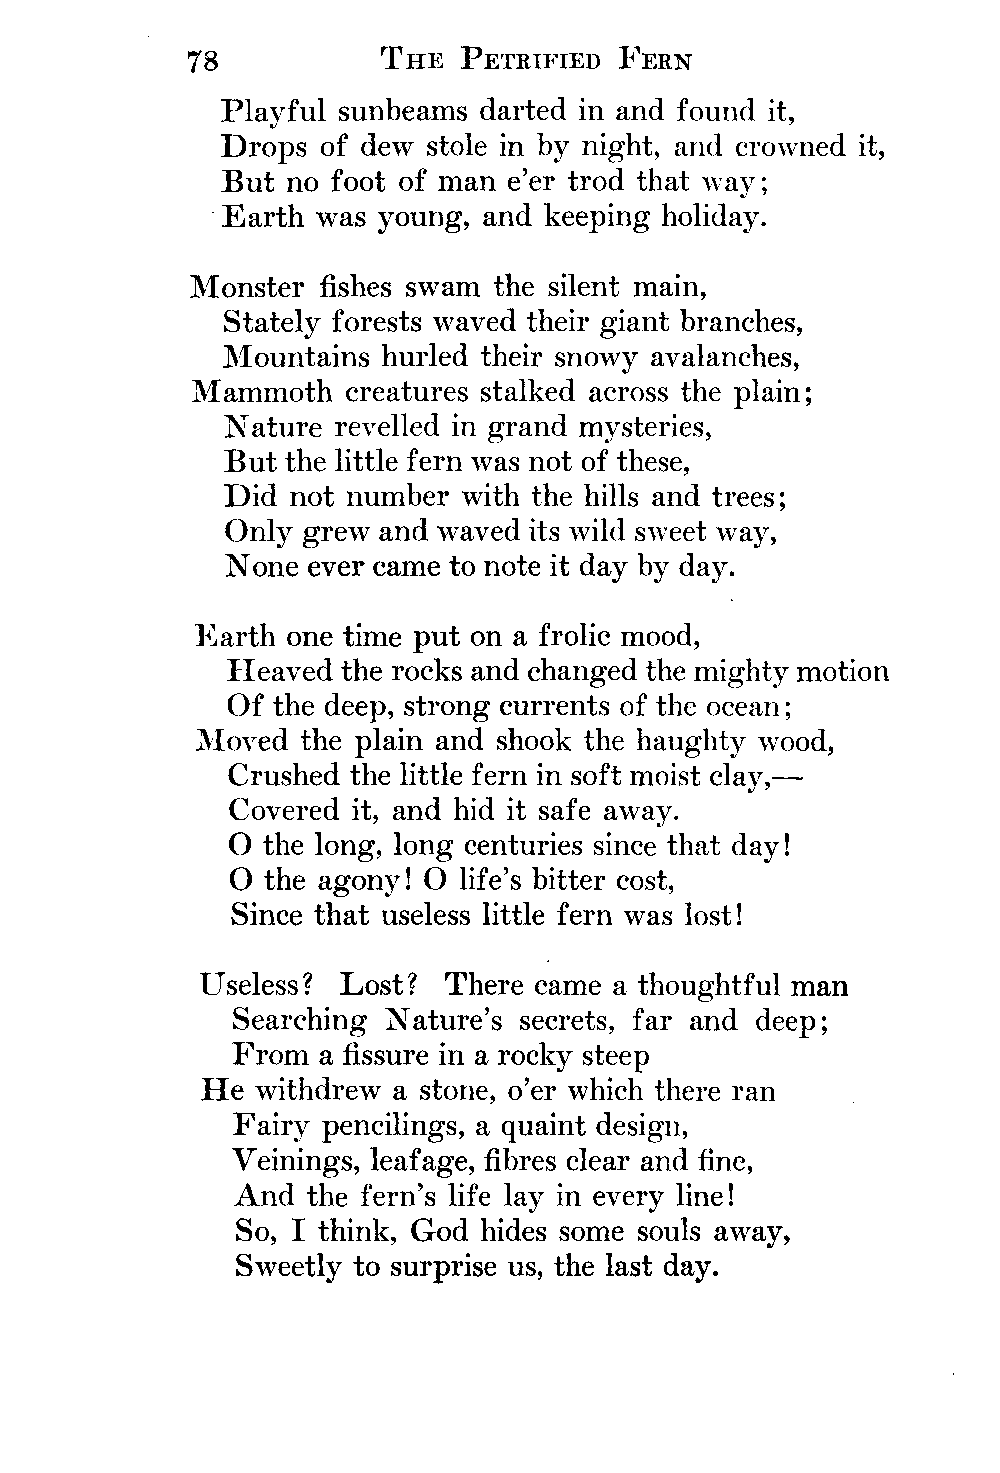 78 THE PETRIFIED FERN
Playful sunbeams darted in and found it,
Drops of dew stole in by night, and crowned it,
But no foot of man e'er trod that way;
Earth was young, and keeping holiday.
Monster fishes swam the silent main,
Stately forests waved their giant branches,
Mountains hurled their snowy avalanches,
Mammoth creatures stalked across the plain;
Nature revelled in grand mysteries,
But the little fern was not of these,
Did not number with the hills and trees;
Only grew and waved its wild sweet way,
None ever came to note it day by day.
Earth one time put on a frolic mood,
Heaved the rocks and changed the mighty motion
Of the deep, strong currents of the ocean;
Moved the plain and shook the haughty wood,
Crushed the little fern in soft moist clay,—
Covered it, and hid it safe away.
O the long, long centuries since that day!
O the agony! O life's bitter cost,
Since that useless little fern was lost!
Useless? Lost? There came a thoughtful man
Searching Nature's secrets, far and deep;
From a fissure in a rocky steep
He withdrew a stone, o'er which there ran
Fairy pencilings, a quaint design,
Veinings, leafage, fibres clear and fine,
And the fern's life lay in every line!
So, I think, God hides some souls away,
Sweetly to surprise us, the last day.